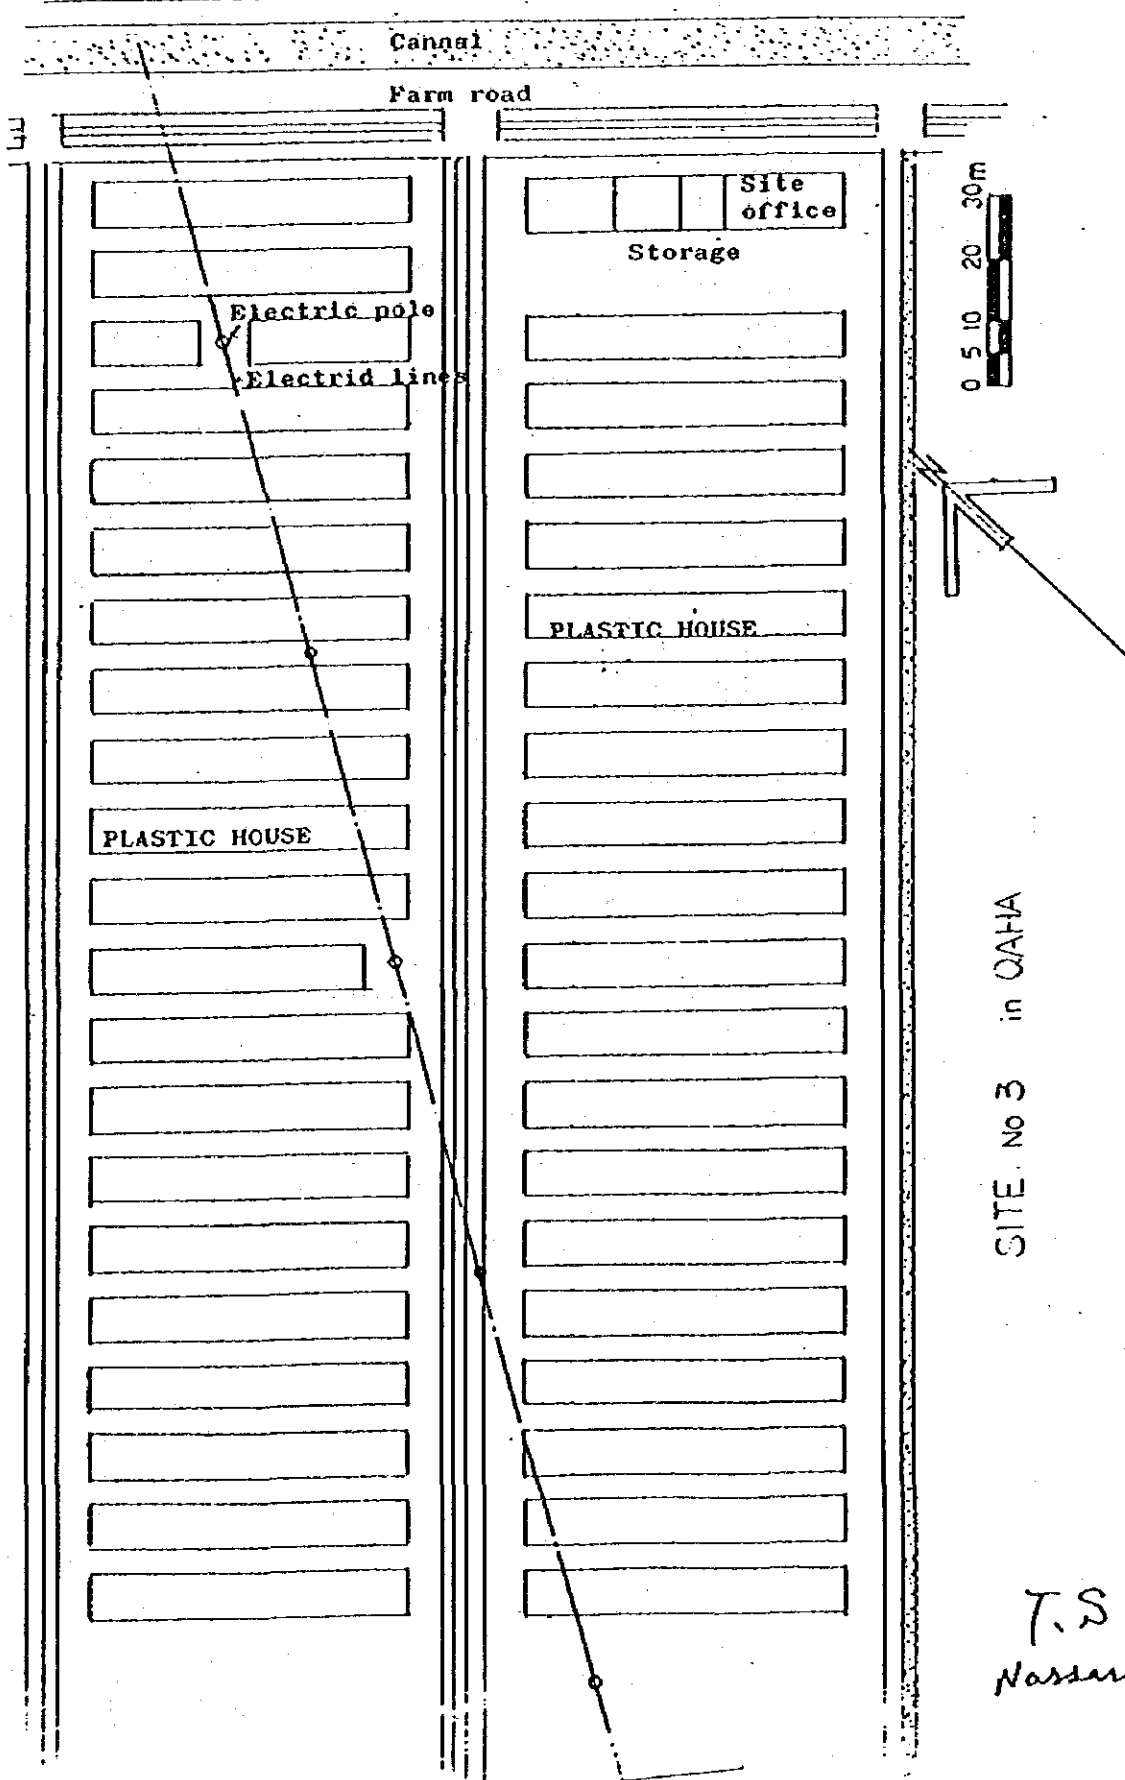 Cannal
Farm road
Site
office
Storage
Electric pole
Electrid lines
30m
20
10
5
0
PLASTIC HOUSE
PLASTIC HOUSE
SITE. No 3 in QAHA
T.S
Nassar